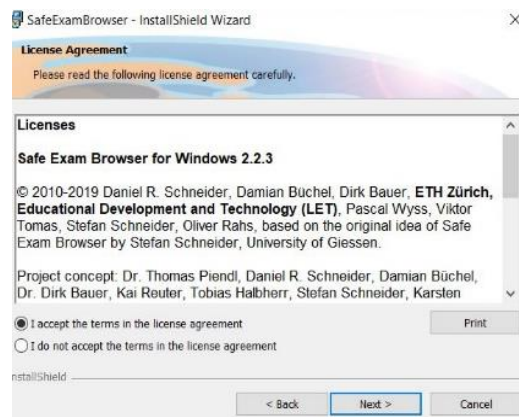 SafeExamBrowser - InstallShield Wizard
License Agreement
Please read the following license agreement carefully.
Licenses
Safe Exam Browser for Windows 2.2.3
© 2010-2019 Daniel R. Schneider, Damian Büchel, Dirk Bauer, ETH Zürich,
Educational Development and Technology (LET), Pascal Wyss, Viktor
Tomas, Stefan Schneider, Oliver Rahs, based on the original idea of Safe
Exam Browser by Stefan Schneider, University of Giessen.
Project concept: Dr. Thomas Piendl, Daniel R. Schneider, Damian Büchel,
Dr. Dirk Bauer, Kai Reuter, Tobias Halbherr, Stefan Schneider, Karsten
I accept the terms in the license agreement
Print
I do not accept the terms in the license agreement
nstallShield
< Back Next > Cancel